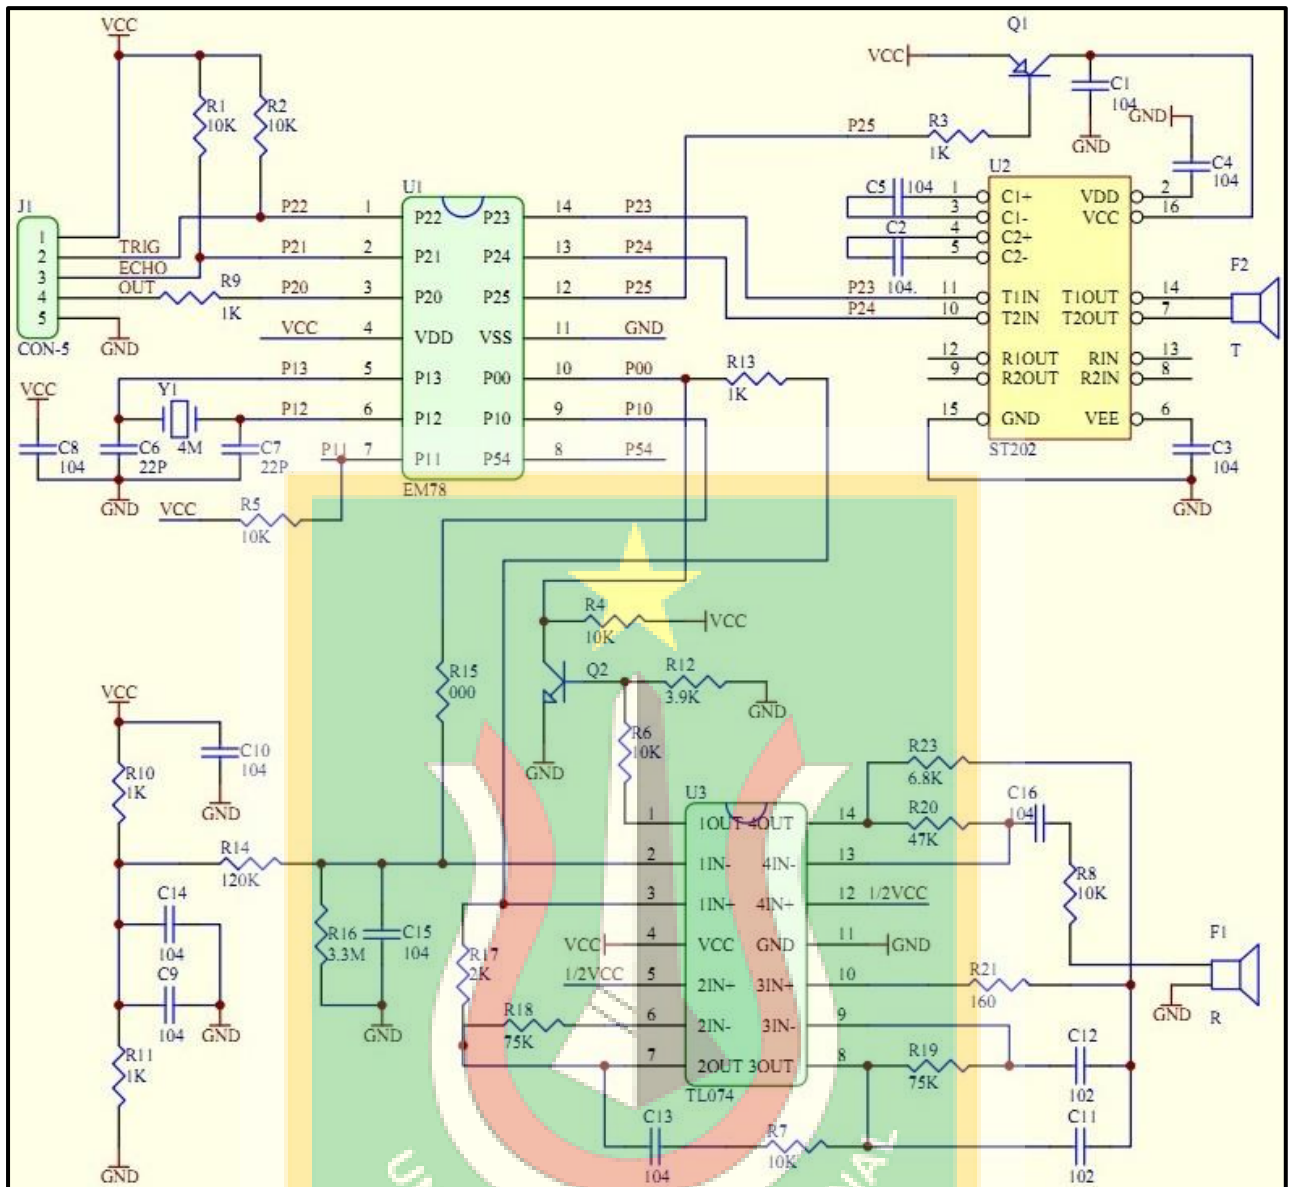 Q1
VCC
VCC
R1
10K
R2
10K
C1
104
GND
P25
R3
1K
GND
C4
104
J1
1
2
3
4
5
CON-5
TRIG
ECHO
OUT
R9
1K
GND
P22
P21
P20
VCC
P13
P12
P11
1
2
3
4
5
6
7
U1
P22 P23
P21 P24
P20 P25
VDD VSS
P13 P00
P12 P10
P11 P54
EM78
14
13
12
11
10
9
8
P23
P24
P25
GND
P00
P10
P54
R13
1K
U2
C5 104
C2
104.
P23
P24
1
3
4
5
11
10
12
9
15
C1+
C1-
C2+
C2-
T1IN
T2IN
R1OUT
R2OUT
GND
VDD
VCC
T1OUT
T2OUT
RIN
R2IN
VEE
ST202
2
16
14
7
13
8
6
F2
T
C3
104
GND
VCC
C8
104
C6
22P
Y1
4M
C7
22P
GND
VCC
R5
10K
R4
10K
VCC
R15
000
Q2
R12
3.9K
GND
R6
10K
GND
VCC
C10
104
GND
R10
1K
R14
120K
C14
104
C9
104
GND
R11
1K
GND
R16
3.3M
C15
104
GND
R17
2K
VCC
1/2VCC
R18
75K
U3
1
2
3
4
5
6
7
1OUT 4OUT
1IN- 4IN-
1IN+ 4IN+
VCC GND
2IN+ 3IN+
2IN- 3IN-
2OUT 3OUT
TL074
14
13
12
11
10
9
8
1/2VCC
GND
R23
6.8K
R20
47K
C16
104
R8
10K
F1
R
GND
R21
160
R19
75K
C12
102
C11
102
C13
104
R7
10K